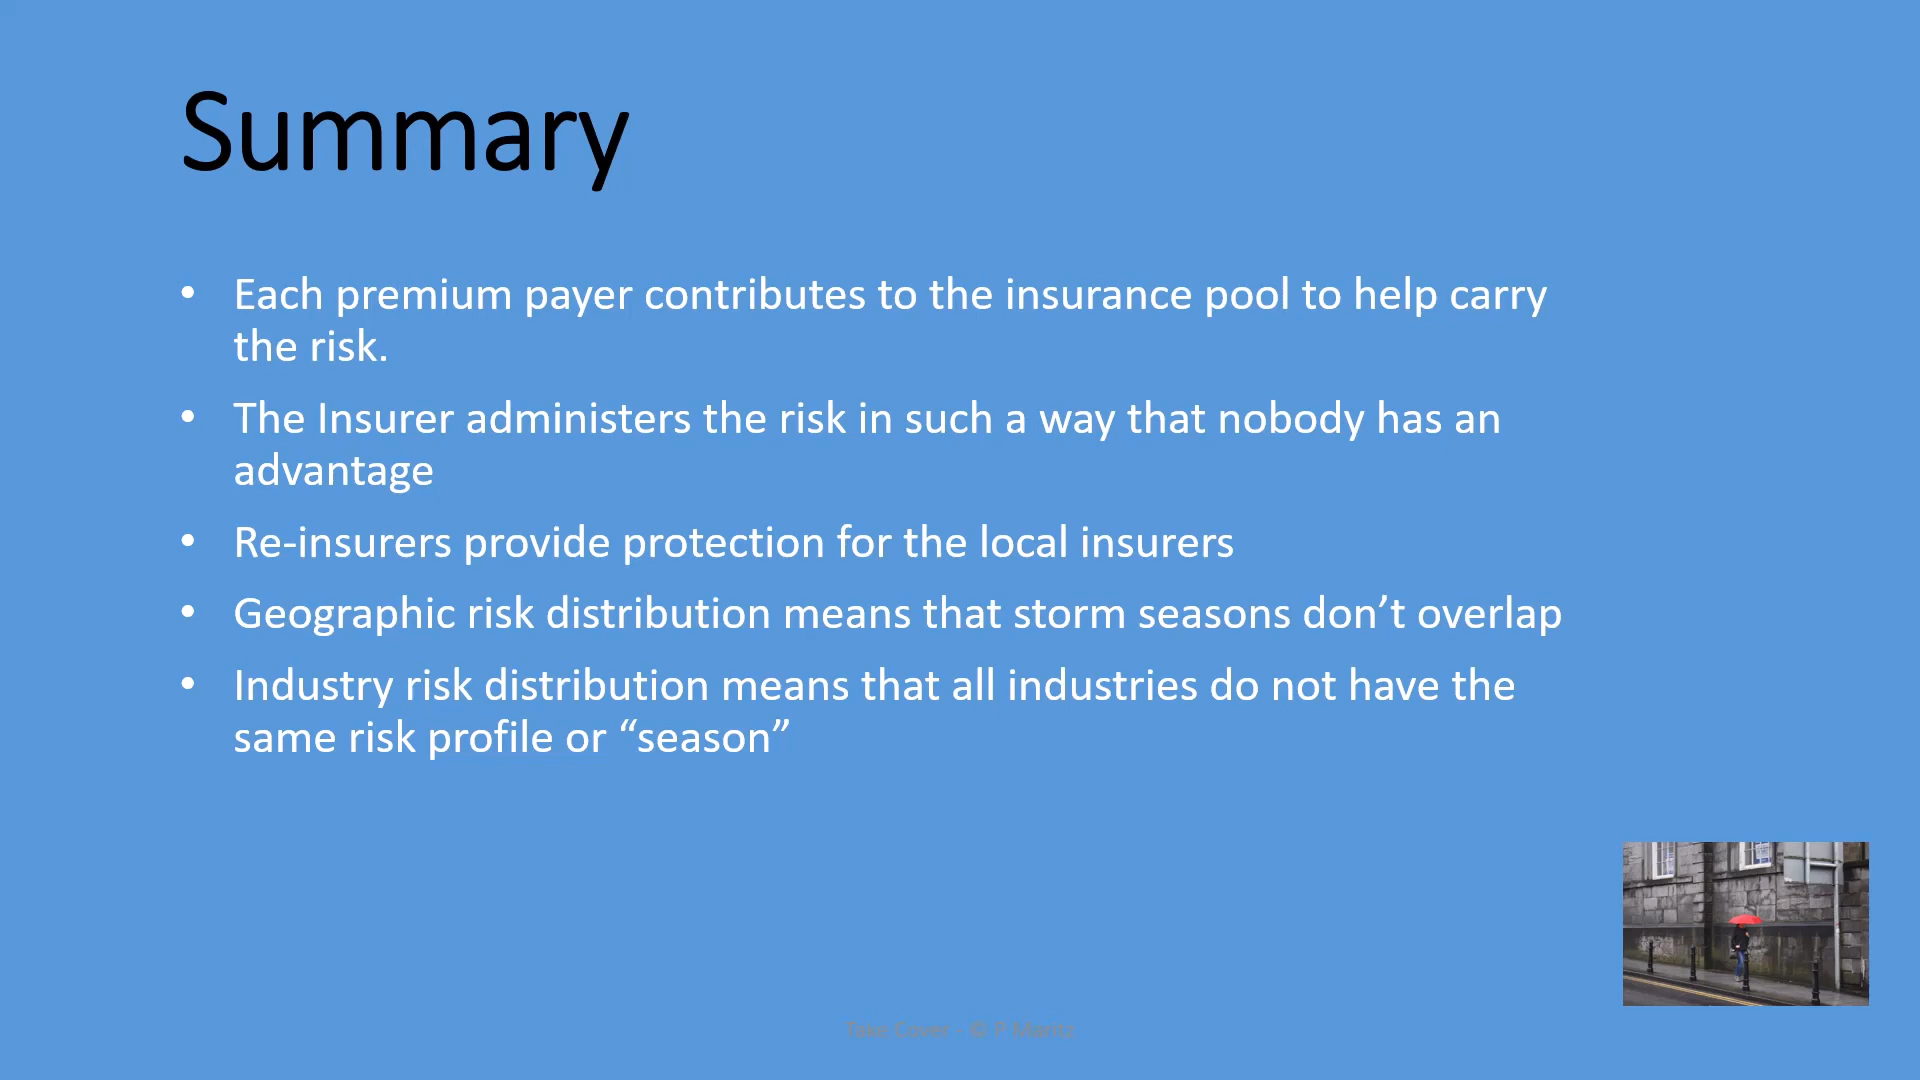 Summary
• Each premium payer contributes to the insurance pool to help carry
the risk.
• The Insurer administers the risk in such a way that nobody has an
advantage
• Re-insurers provide protection for the local insurers
• Geographic risk distribution means that storm seasons don’t overlap
• Industry risk distribution means that all industries do not have the
same risk profile or “season”
Take Cover - © P Maritz